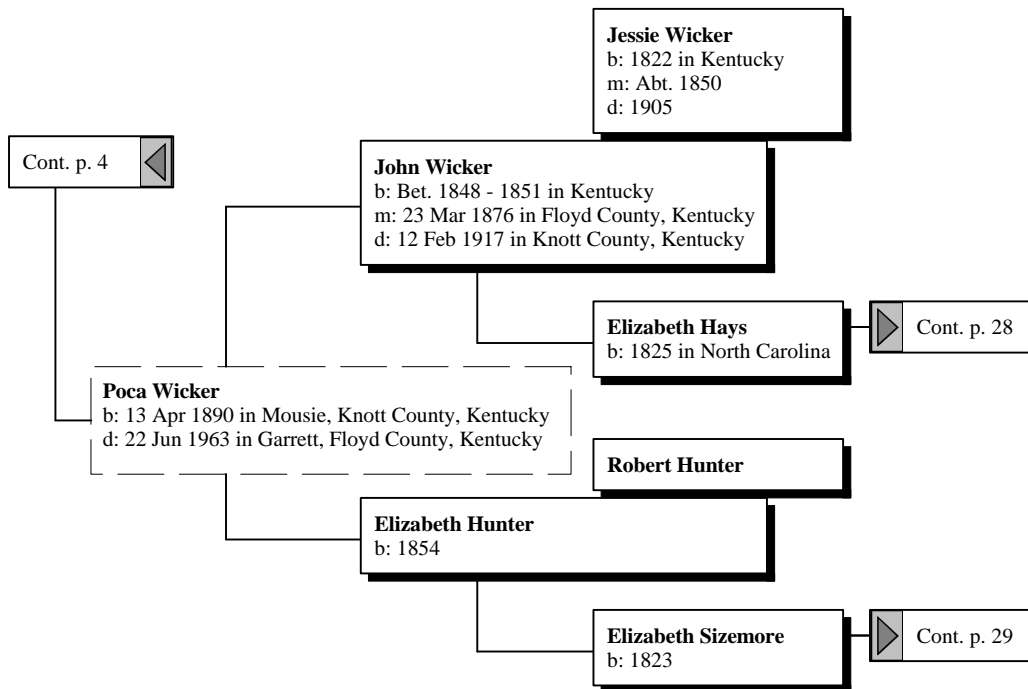 Jessie Wicker
b: 1822 in Kentucky
m: Abt. 1850
d: 1905
Cont. p. 4
John Wicker
b: Bet. 1848 - 1851 in Kentucky
m: 23 Mar 1876 in Floyd County, Kentucky
d: 12 Feb 1917 in Knott County, Kentucky
Elizabeth Hays
b: 1825 in North Carolina
Cont. p. 28
Poca Wicker
b: 13 Apr 1890 in Mousie, Knott County, Kentucky
d: 22 Jun 1963 in Garrett, Floyd County, Kentucky
Robert Hunter
Elizabeth Hunter
b: 1854
Elizabeth Sizemore
b: 1823
Cont. p. 29